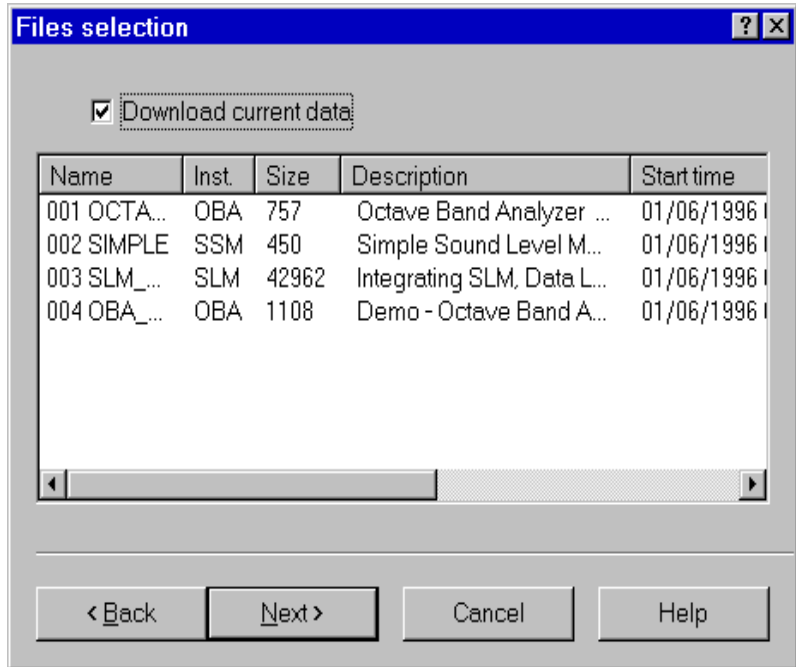 Files selection
Download current data
Name Inst. Size Description Start time
001 OCTA... OBA 757 Octave Band Analyzer ... 01/06/1996
002 SIMPLE SSM 450 Simple Sound Level M... 01/06/1996
003 SLM_... SLM 42962 Integrating SLM, Data L... 01/06/1996
004 OBA_... OBA 1108 Demo - Octave Band A... 01/06/1996
< Back Next > Cancel Help